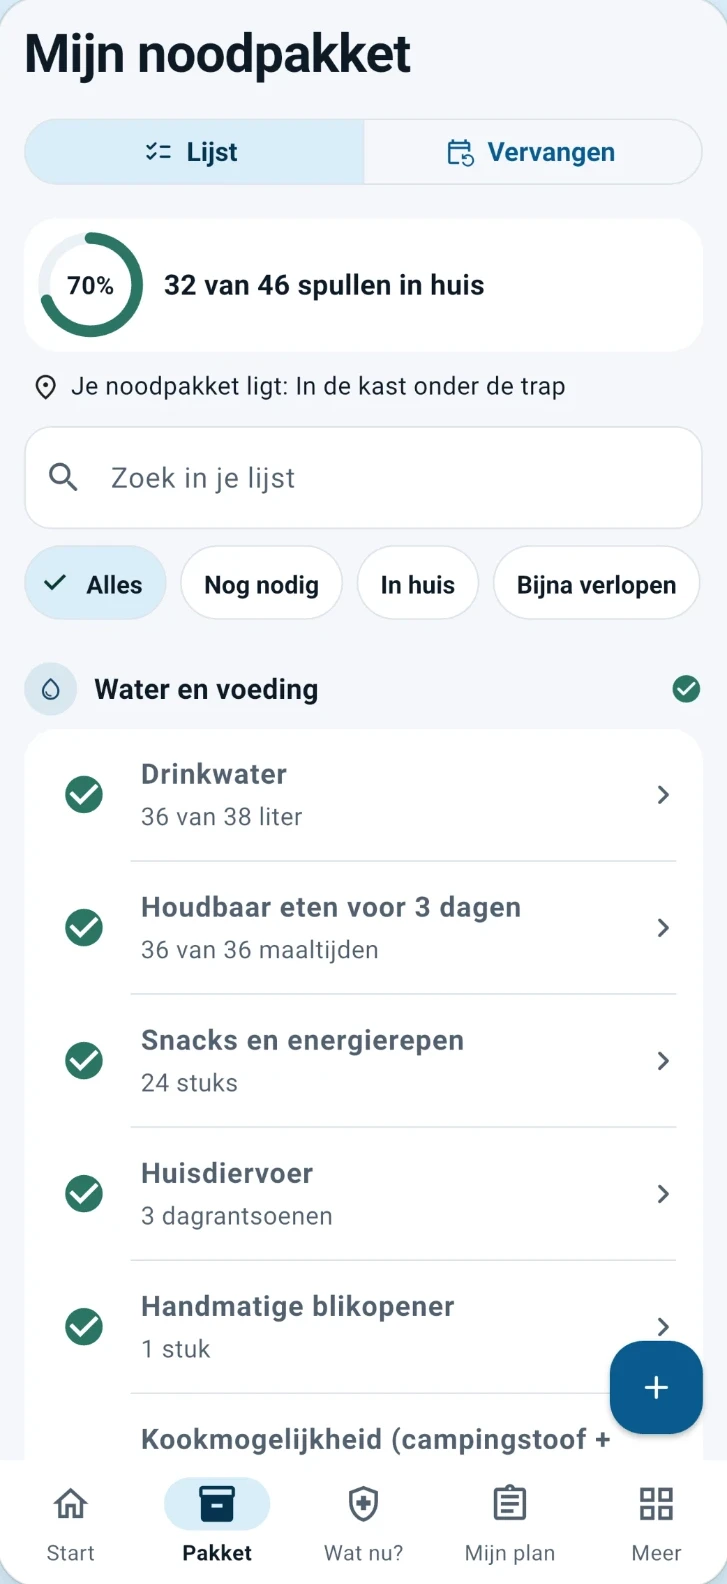 Mijn noodpakket
Lijst
Vervangen
70%
32 van 46 spullen in huis
Je noodpakket ligt: In de kast onder de trap
Zoek in je lijst
Alles
Nog nodig
In huis
Bijna verlopen
Water en voeding
Drinkwater
36 van 38 liter
Houdbaar eten voor 3 dagen
36 van 36 maaltijden
Snacks en energierepen
24 stuks
Huisdiervoer
3 dagrantsoenen
Handmatige blikopener
1 stuk
Kookmogelijkheid (campingstoof +
Start
Pakket
Wat nu?
Mijn plan
Meer